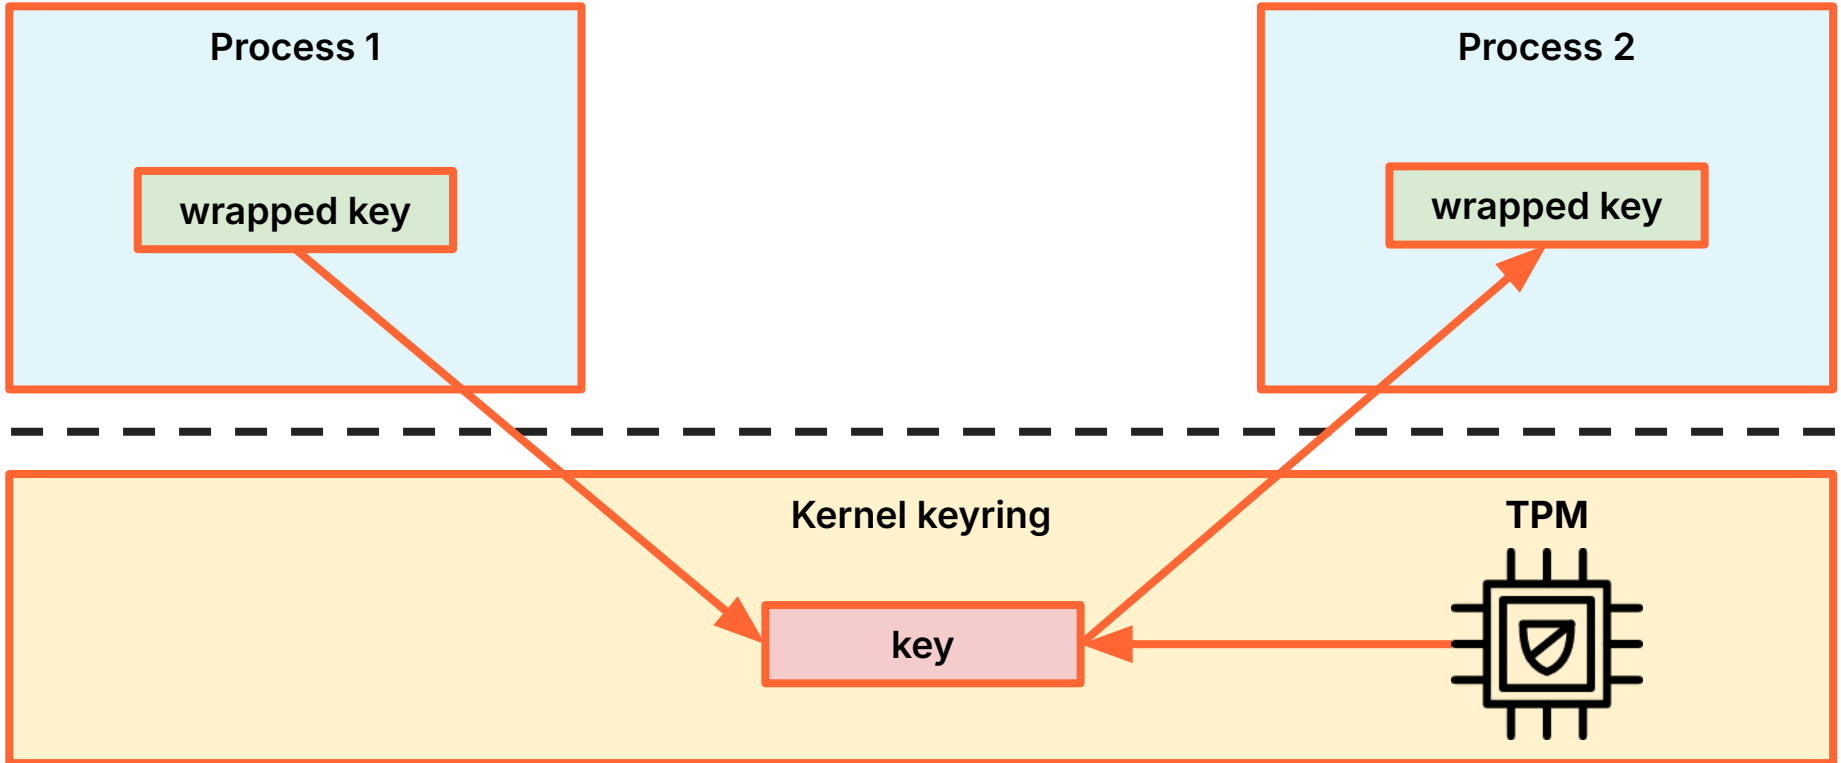 Process 1
Process 2
wrapped key
wrapped key
Kernel keyring
TPM
key